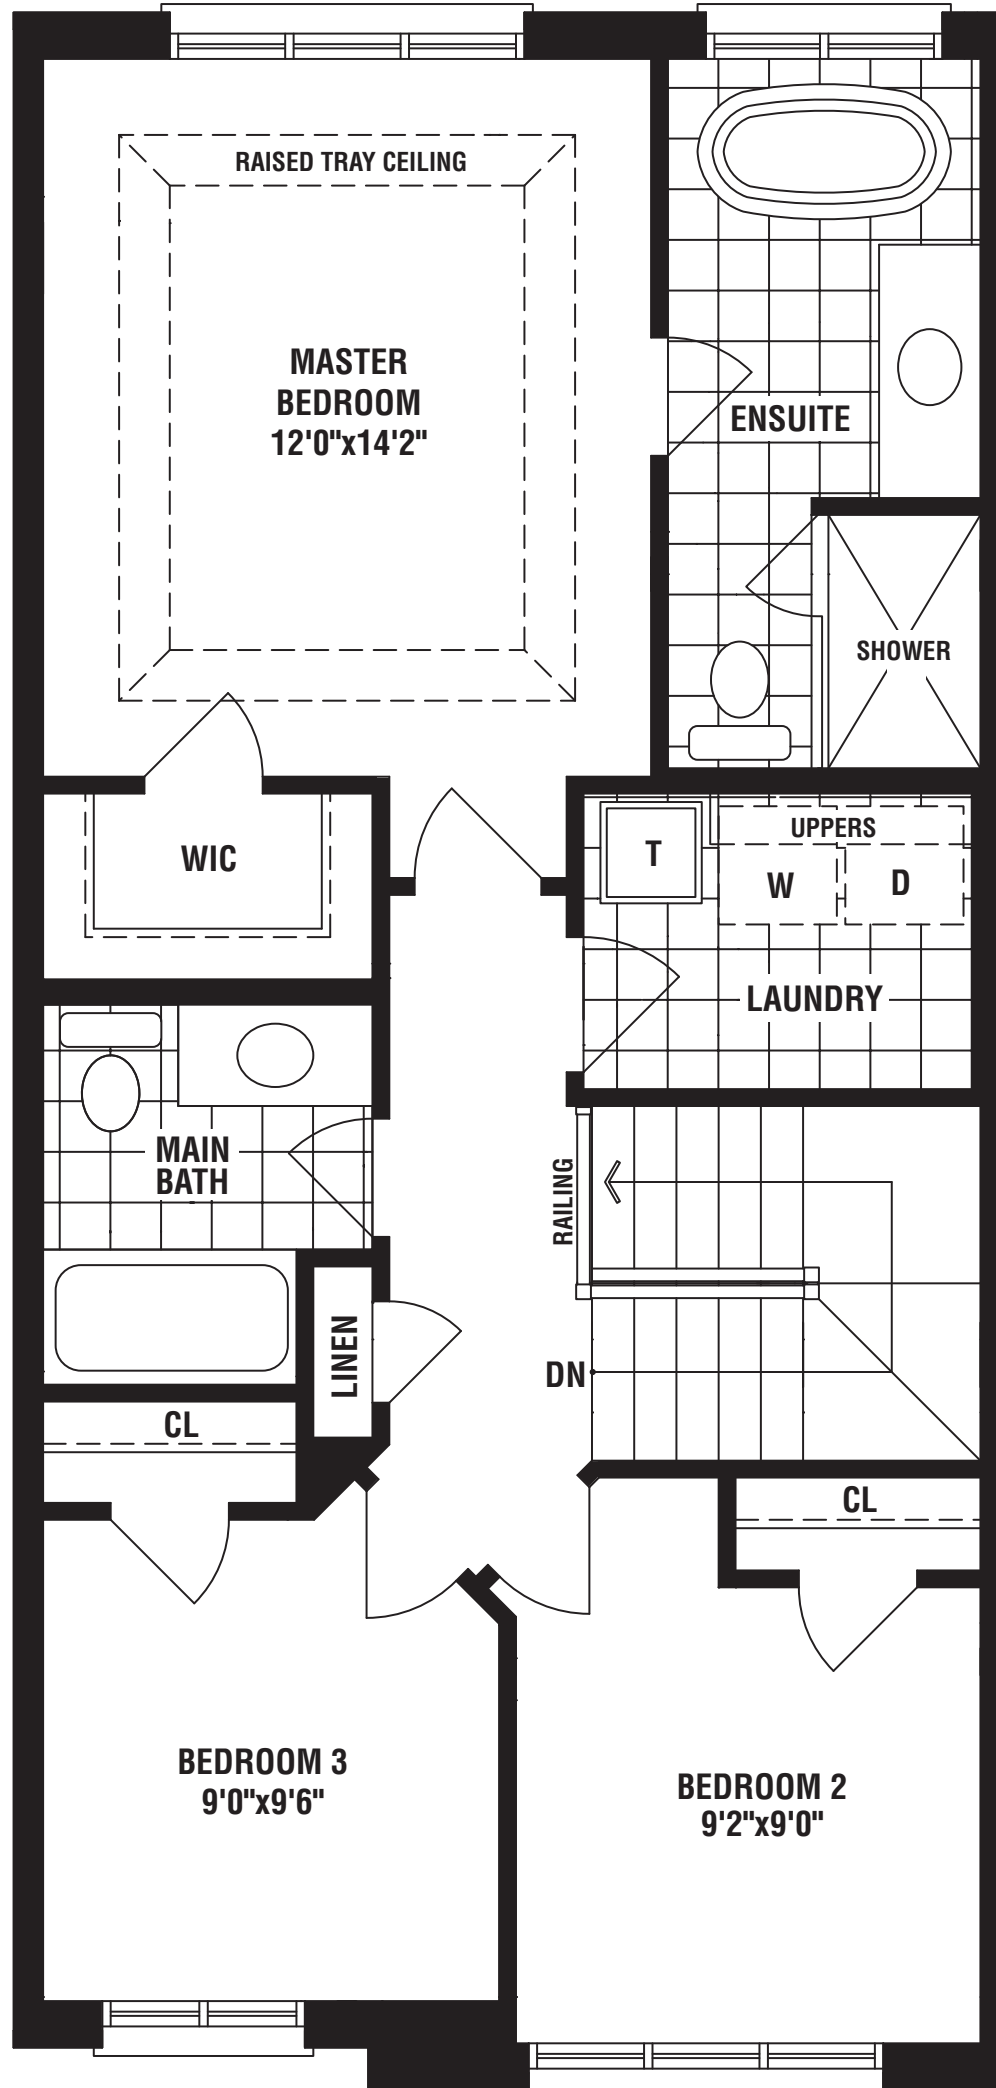 RAISED TRAY CEILING
MASTER
BEDROOM
12'0"x14'2"
ENSUITE
SHOWER
WIC
T
UPPERS
W
D
LAUNDRY
MAIN
BATH
RAILING
LINEN
DN
CL
CL
BEDROOM 3
9'0"x9'6"
BEDROOM 2
9'2"x9'0"